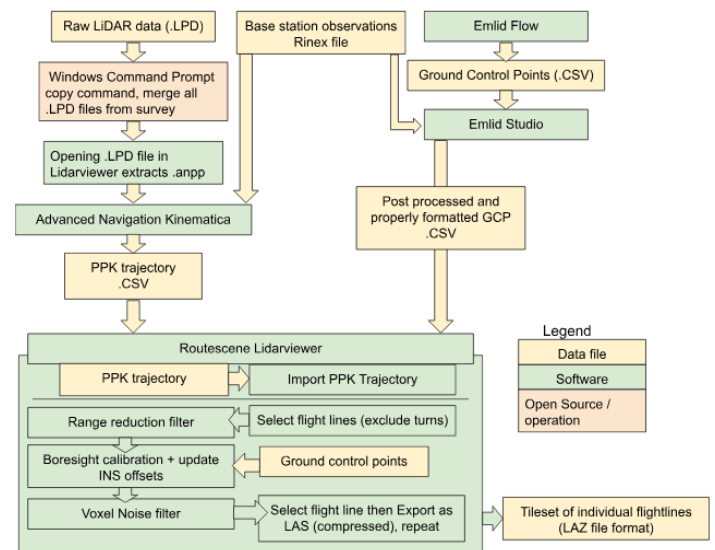 Raw LiDAR data (.LPD)
Base station observations
Rinex file
Emlid Flow
Windows Command Prompt
copy command, merge all
.LPD files from survey
Ground Control Points (.CSV)
Emlid Studio
Opening .LPD file in
Lidarviewer extracts .anpp
Advanced Navigation Kinematica
Post processed and
properly formatted GCP
.CSV
PPK trajectory
.CSV
Routescene Lidarviewer
PPK trajectory
Import PPK Trajectory
Range reduction filter
Select flight lines (exclude turns)
Boresight calibration + update
INS offsets
Ground control points
Voxel Noise filter
Select flight line then Export as
LAS (compressed), repeat
Tileset of individual flightlines
(LAZ file format)
Legend
Data file
Software
Open Source /
operation